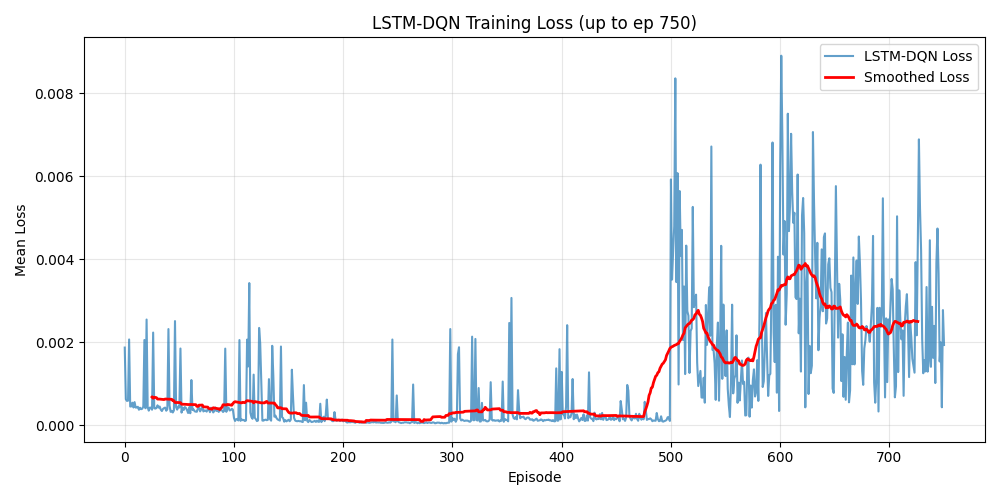 LSTM-DQN Training Loss (up to ep 750)
LSTM-DQN Loss
Smoothed Loss
Mean Loss
0.008
0.006
0.004
0.002
0.000
0 100 200 300 400 500 600 700
Episode